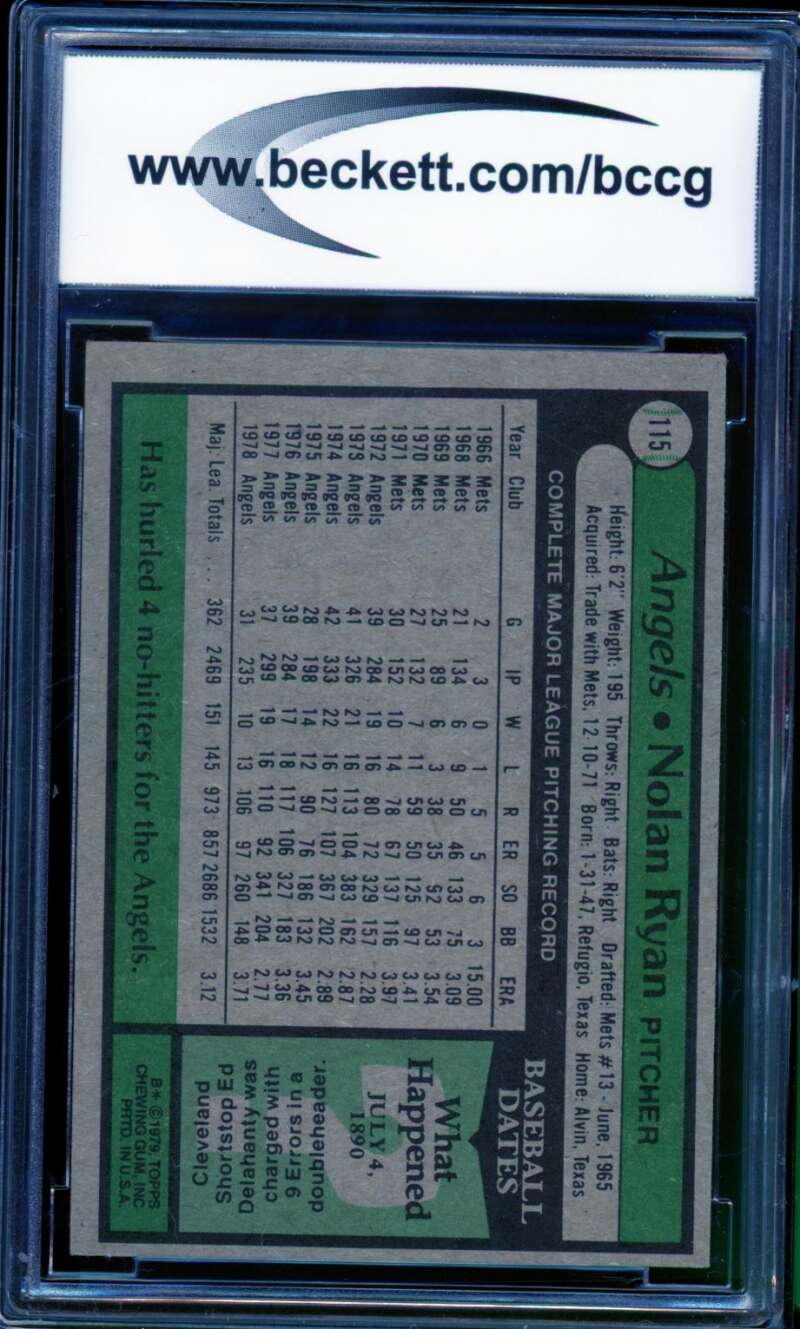 www.beckett.com/bccg
115
Angels • Nolan Ryan PITCHER
Height: 6'2" Weight: 195 Throws: Right Bats: Right Drafted: Mets #13 - June, 1965
Acquired: Trade with Mets, 12-10-71 Born: 1-31-47, Refugio, Texas Home: Alvin, Texas
COMPLETE MAJOR LEAGUE PITCHING RECORD
Year Club G IP W L R ER SO BB ERA
1966 Mets 2 3 0 1 5 5 6 3 15.00
1968 Mets 21 134 6 9 50 46 133 75 3.09
1969 Mets 25 89 6 3 38 35 92 53 3.54
1970 Mets 27 132 7 11 59 50 125 97 3.41
1971 Mets 30 152 10 14 78 67 137 116 3.97
1972 Angels 39 284 19 16 80 72 329 157 2.28
1973 Angels 41 326 21 16 113 104 383 162 2.87
1974 Angels 42 333 22 16 127 107 367 202 2.89
1975 Angels 28 198 14 12 90 76 186 132 3.45
1976 Angels 39 284 17 18 117 106 327 183 3.36
1977 Angels 37 299 19 16 110 92 341 204 2.77
1978 Angels 31 235 10 13 106 97 260 148 3.71
Maj. Lea. Totals ... 362 2469 151 145 973 857 2686 1532 3.12
Has hurled 4 no-hitters for the Angels.
BASEBALL
DATES
What
Happened
JULY 4,
1890
Cleveland
Shortstop Ed
Delahanty was
charged with
9 Errors in a
doubleheader.
B* ©1979, TOPPS
CHEWING GUM, INC
PRTD. IN U.S.A.